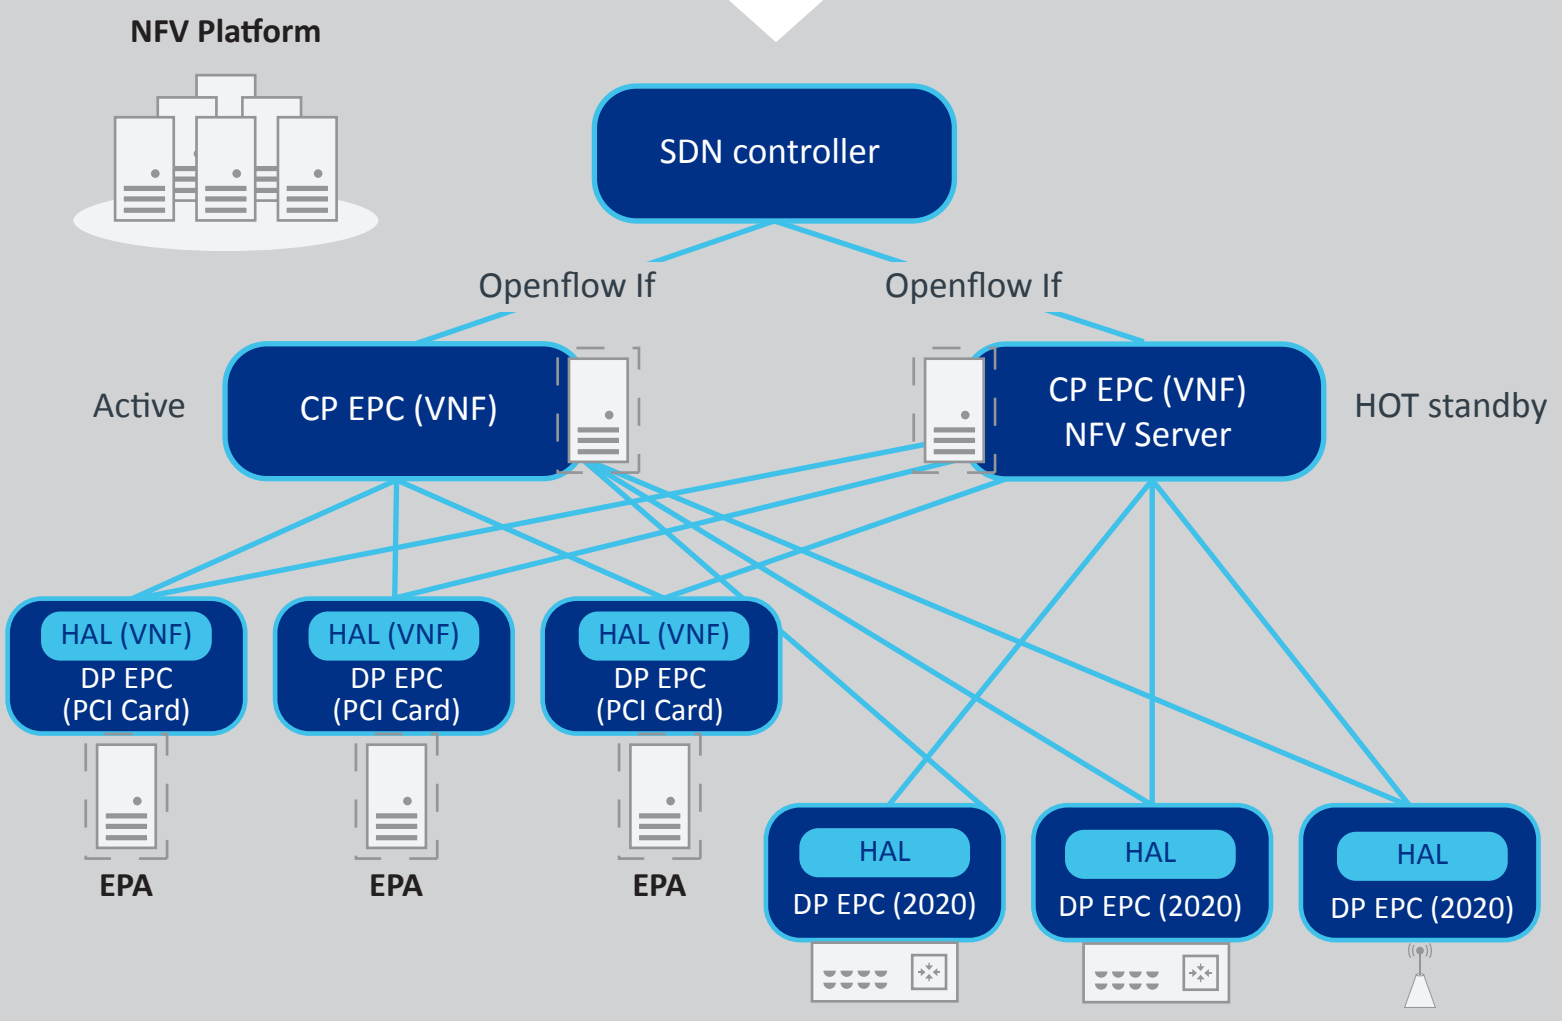 NFV Platform
SDN controller
Openflow If
Openflow If
Active
CP EPC (VNF)
CP EPC (VNF)
NFV Server
HOT standby
HAL (VNF)
DP EPC
(PCI Card)
HAL (VNF)
DP EPC
(PCI Card)
HAL (VNF)
DP EPC
(PCI Card)
EPA
EPA
EPA
HAL
DP EPC (2020)
HAL
DP EPC (2020)
HAL
DP EPC (2020)